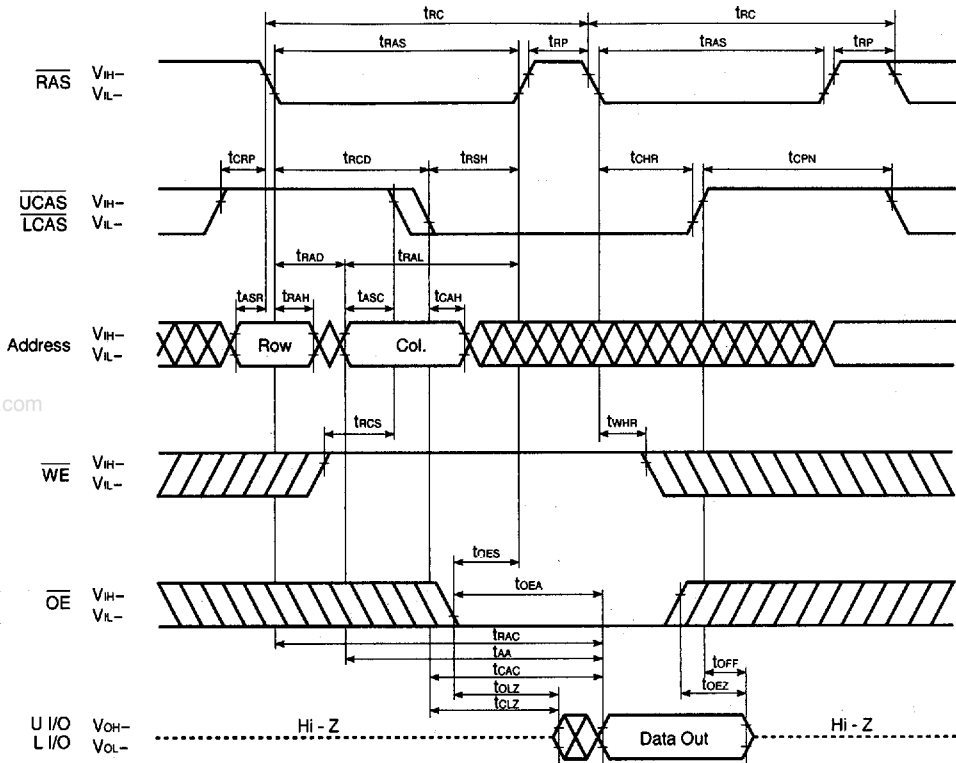 tRC tRC
tRAS tRP tRAS tRP
RAS VIH–
VIL–
tCRP tRCD tRSH tCHR tCPN
UCAS VIH–
LCAS VIL–
tRAD tRAL
tASR tRAH tASC tCAH
Address VIH– Row Col.
VIL–
.com
tRCS tWHR
WE VIH–
VIL–
tOES
tOEA
OE VIH–
VIL–
tRAC
tAA
tCAC tOFF
tOLZ tOEZ
tCLZ
U I/O VOH– Hi - Z Data Out Hi - Z
L I/O VOL–